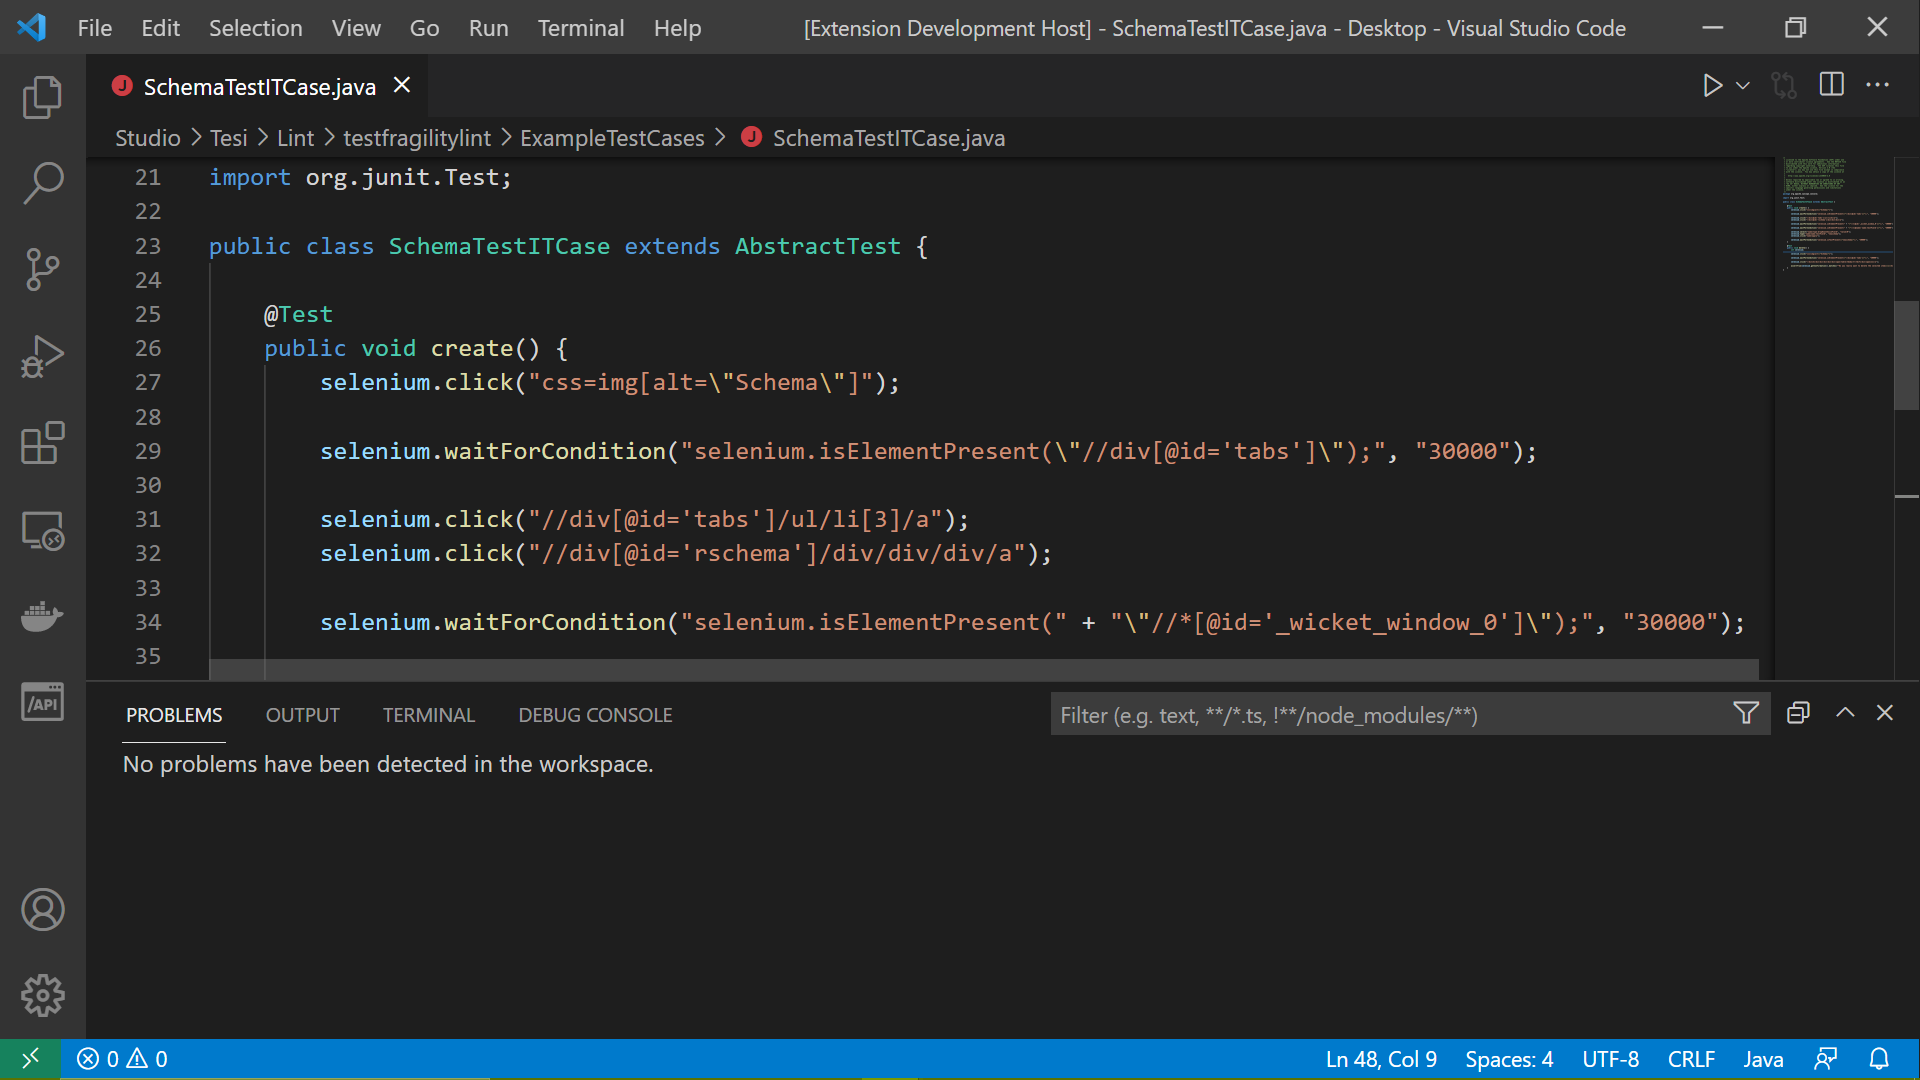 File Edit Selection View Go Run Terminal Help [Extension Development Host] - SchemaTestITCase.java - Desktop - Visual Studio Code
J SchemaTestITCase.java
Studio > Tesi > Lint > testfragilitylint > ExampleTestCases > J SchemaTestITCase.java
21 import org.junit.Test;
22
23 public class SchemaTestITCase extends AbstractTest {
24
25 @Test
26 public void create() {
27 selenium.click("css=img[alt=\"Schema\"]");
28
29 selenium.waitForCondition("selenium.isElementPresent(\"//div[@id='tabs']\");", "30000");
30
31 selenium.click("//div[@id='tabs']/ul/li[3]/a");
32 selenium.click("//div[@id='rschema']/div/div/div/a");
33
34 selenium.waitForCondition("selenium.isElementPresent(" + "\"//*[@id='_wicket_window_0']\");", "30000");
35
/API
PROBLEMS OUTPUT TERMINAL DEBUG CONSOLE Filter (e.g. text, **/*.ts, !**/node_modules/**)
No problems have been detected in the workspace.
0 0 Ln 48, Col 9 Spaces: 4 UTF-8 CRLF Java